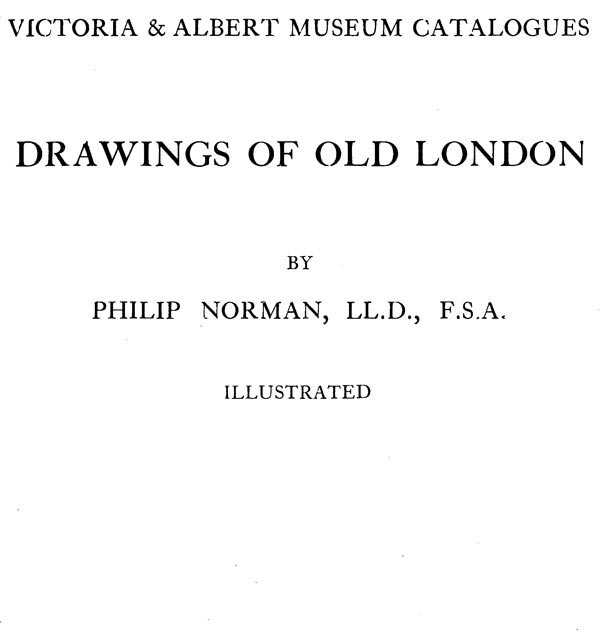 VICTORIA & ALBERT MUSEUM CATALOGUES
DRAWINGS OF OLD LONDON
BY
PHILIP NORMAN, LL.D., F.S.A.
ILLUSTRATED